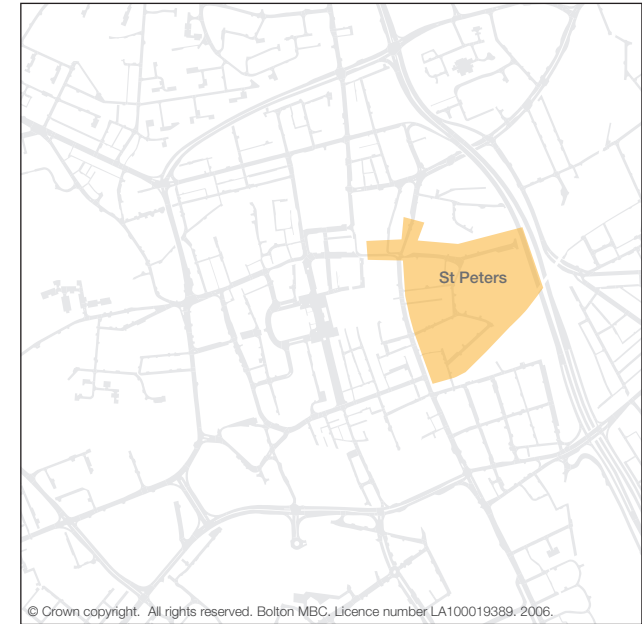 St Peters
© Crown copyright. All rights reserved. Bolton MBC. Licence number LA100019389. 2006.